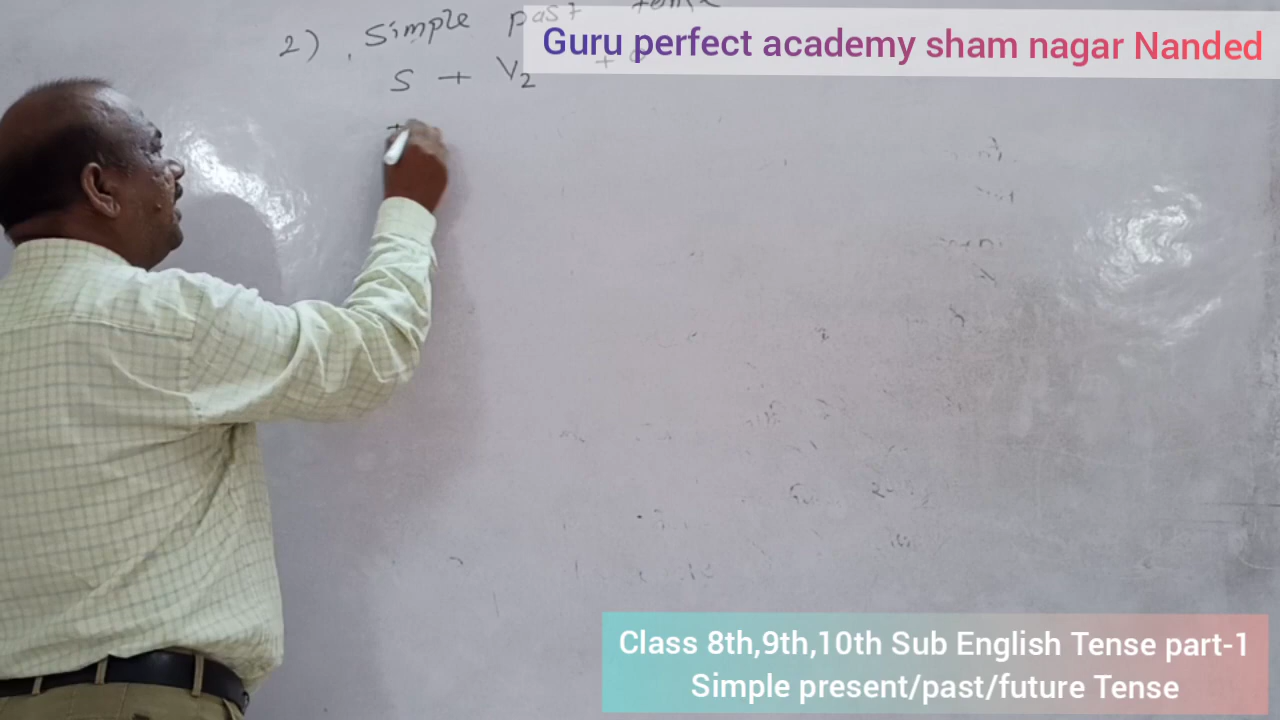 2) Simple past
Guru perfect academy sham nagar Nanded
S + V2 +
Class 8th,9th,10th Sub English Tense part-1
Simple present/past/future Tense